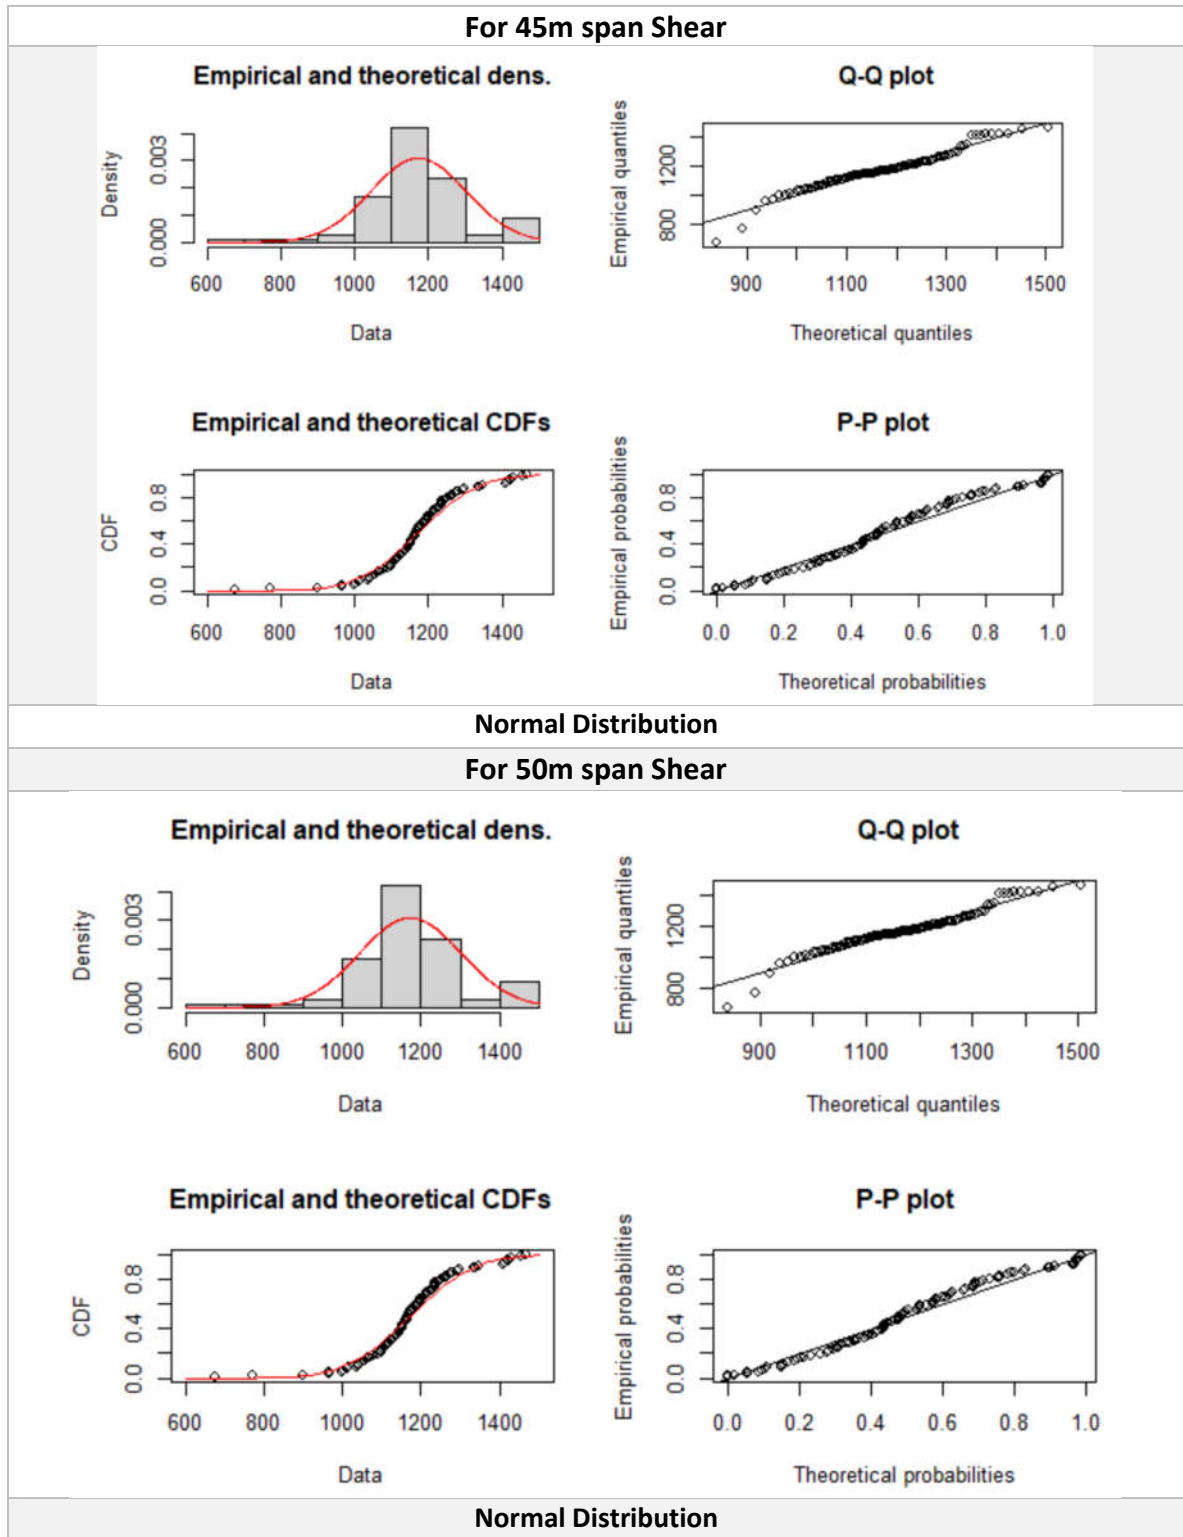 For 45m span Shear
Empirical and theoretical dens.
Density
0.000 0.003
600 800 1000 1200 1400
Data
Q-Q plot
Empirical quantiles
800 1200
900 1100 1300 1500
Theoretical quantiles
Empirical and theoretical CDFs
CDF
0.0 0.4 0.8
600 800 1000 1200 1400
Data
P-P plot
Empirical probabilities
0.0 0.4 0.8
0.0 0.2 0.4 0.6 0.8 1.0
Theoretical probabilities
Normal Distribution
For 50m span Shear
Empirical and theoretical dens.
Density
0.000 0.003
600 800 1000 1200 1400
Data
Q-Q plot
Empirical quantiles
800 1200
900 1100 1300 1500
Theoretical quantiles
Empirical and theoretical CDFs
CDF
0.0 0.4 0.8
600 800 1000 1200 1400
Data
P-P plot
Empirical probabilities
0.0 0.4 0.8
0.0 0.2 0.4 0.6 0.8 1.0
Theoretical probabilities
Normal Distribution